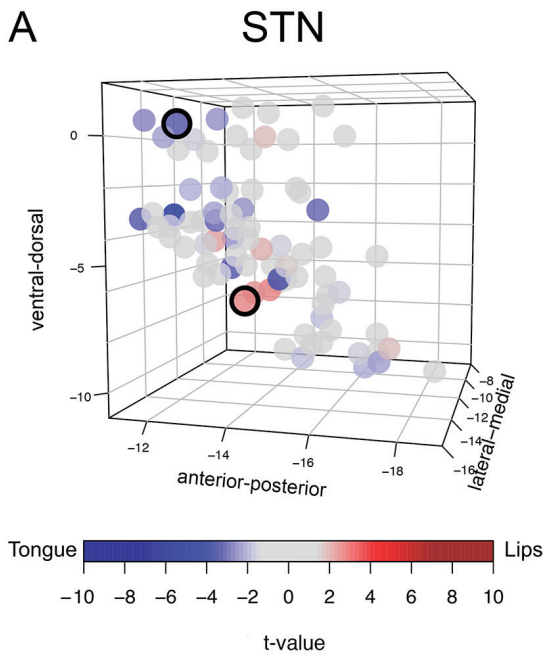 A
STN
0
−5
−10
ventral-dorsal
−12
−14
−16
−18
anterior-posterior
−8
−10
−12
−14
−16
lateral−medial
Tongue
Lips
−10 −8 −6 −4 −2 0 2 4 6 8 10
t-value